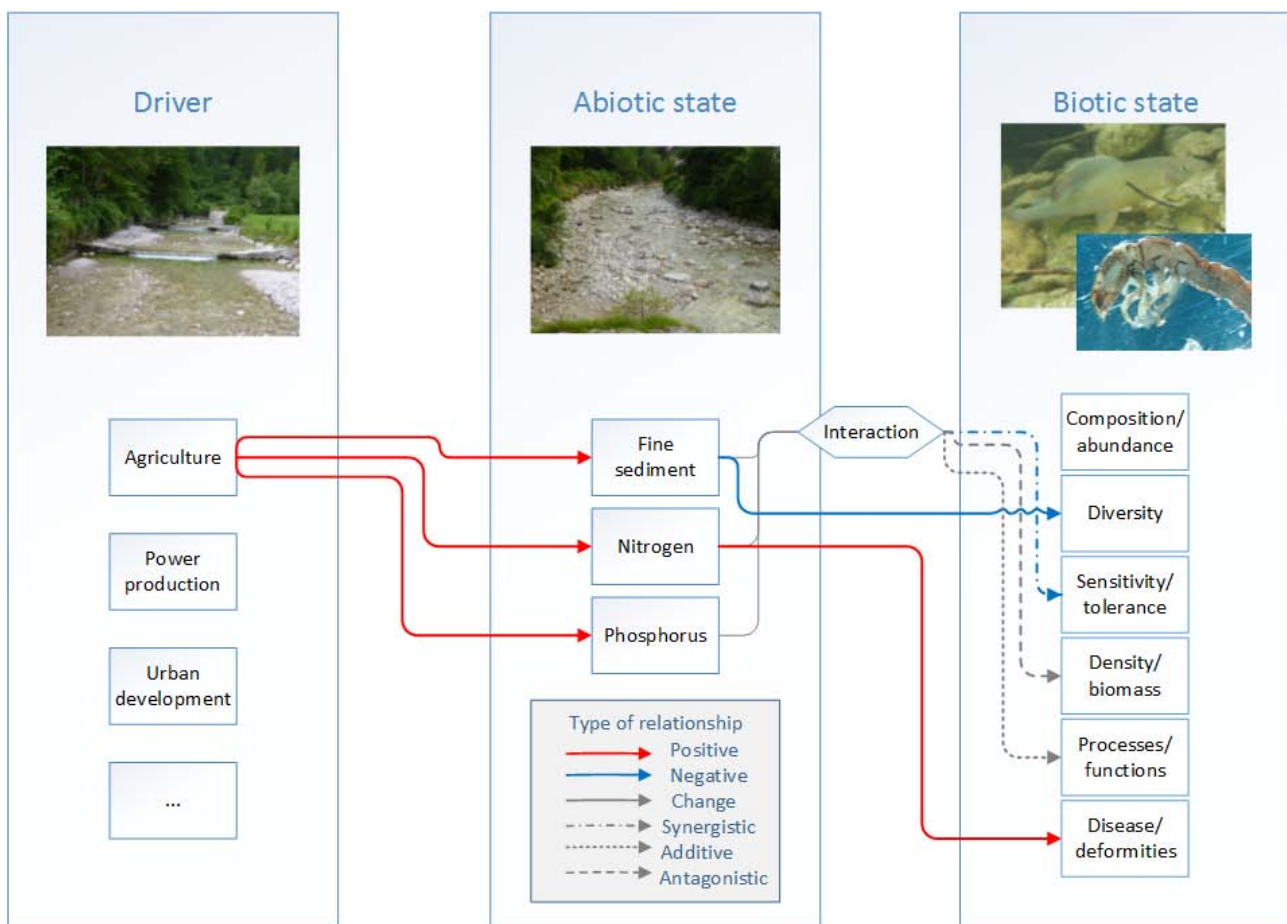 Driver
Abiotic state
Biotic state
Agriculture
Power
production
Urban
development
...
Fine
sediment
Nitrogen
Phosphorus
Interaction
Composition/
abundance
Diversity
Sensitivity/
tolerance
Density/
biomass
Processes/
functions
Disease/
deformities
Type of relationship
Positive
Negative
Change
Synergistic
Additive
Antagonistic